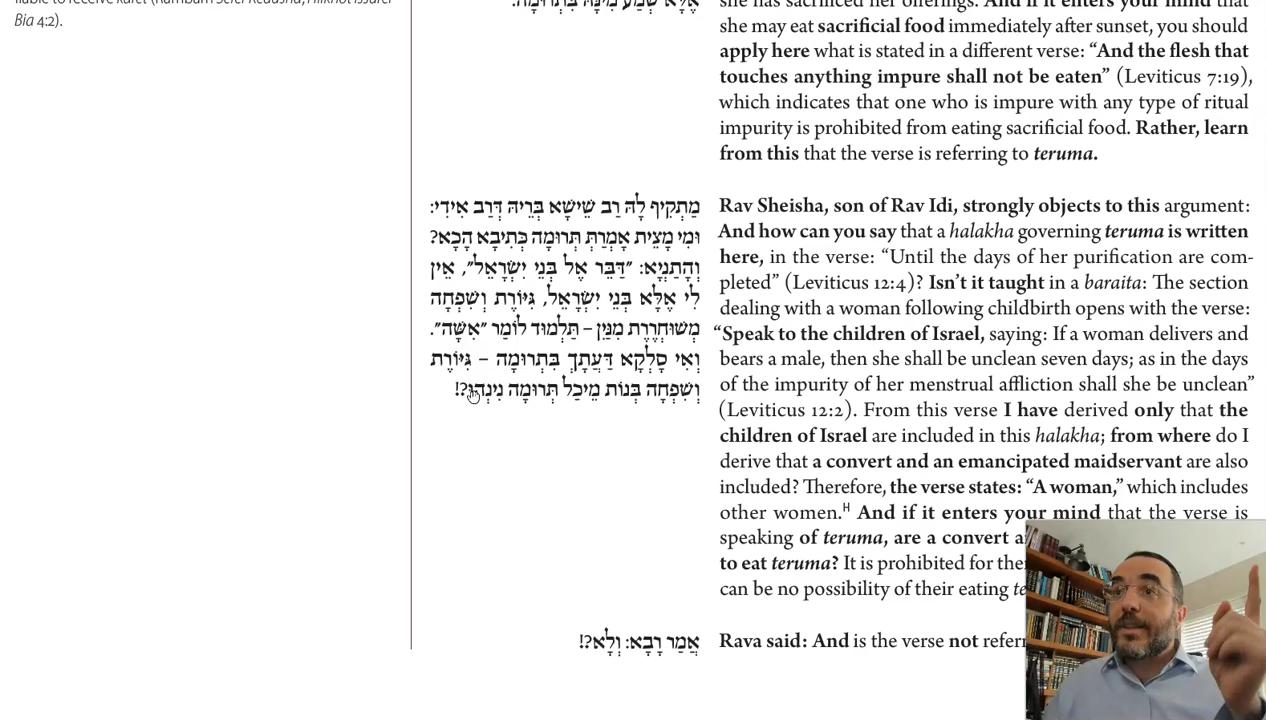 liable to receive karet (Rambam Sefer Kedusha, Hilkhot Issurei
Bia 4:2).
אֶלָּא שְׁמַע מִינָּהּ בִּתְרוּמָה.
she has sacrificed her offerings. And if it enters your mind that
she may eat sacrificial food immediately after sunset, you should
apply here what is stated in a different verse: “And the flesh that
touches anything impure shall not be eaten” (Leviticus 7:19),
which indicates that one who is impure with any type of ritual
impurity is prohibited from eating sacrificial food. Rather, learn
from this that the verse is referring to teruma.
מַתְקִיף לָהּ רַב שֵׁישָׁא בְּרֵיהּ דְּרַב אִידִי:
וּמִי מָצֵית אָמְרַתְּ תְּרוּמָה כְּתִיבָא הָכָא?
וְהָתַנְיָא: ״דַּבֵּר אֶל בְּנֵי יִשְׂרָאֵל״, אֵין
לִי אֶלָּא בְּנֵי יִשְׂרָאֵל, גִּיּוֹרֶת וְשִׁפְחָה
מְשׁוּחְרֶרֶת מִנַּיִן – תַּלְמוּד לוֹמַר ״אִשָּׁה״.
וְאִי סָלְקָא דַּעְתָךְ בִּתְרוּמָה – גִּיּוֹרֶת
וְשִׁפְחָה בְּנוֹת מֵיכַל תְּרוּמָה נִינְהוּ?!
Rav Sheisha, son of Rav Idi, strongly objects to this argument:
And how can you say that a halakha governing teruma is written
here, in the verse: “Until the days of her purification are com-
pleted” (Leviticus 12:4)? Isn’t it taught in a baraita: The section
dealing with a woman following childbirth opens with the verse:
“Speak to the children of Israel, saying: If a woman delivers and
bears a male, then she shall be unclean seven days; as in the days
of the impurity of her menstrual affliction shall she be unclean”
(Leviticus 12:2). From this verse I have derived only that the
children of Israel are included in this halakha; from where do I
derive that a convert and an emancipated maidservant are also
included? Therefore, the verse states: “A woman,” which includes
other women.H And if it enters your mind that the verse is
speaking of teruma, are a convert
to eat teruma? It is prohibited for
can be no possibility of their eating
אֲמַר רָבָא: וְלָא?!
Rava said: And is the verse not